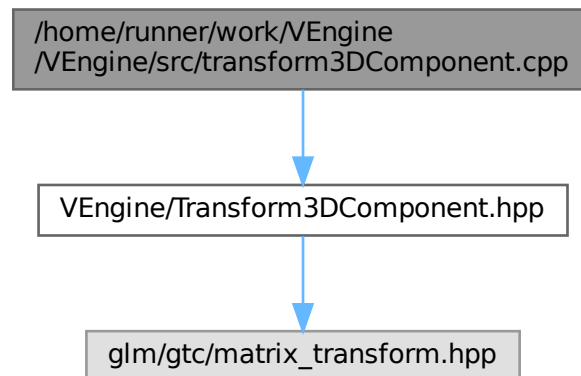 /home/runner/work/VEngine
/VEngine/src/transform3DComponent.cpp
VEngine/Transform3DComponent.hpp
glm/gtc/matrix_transform.hpp